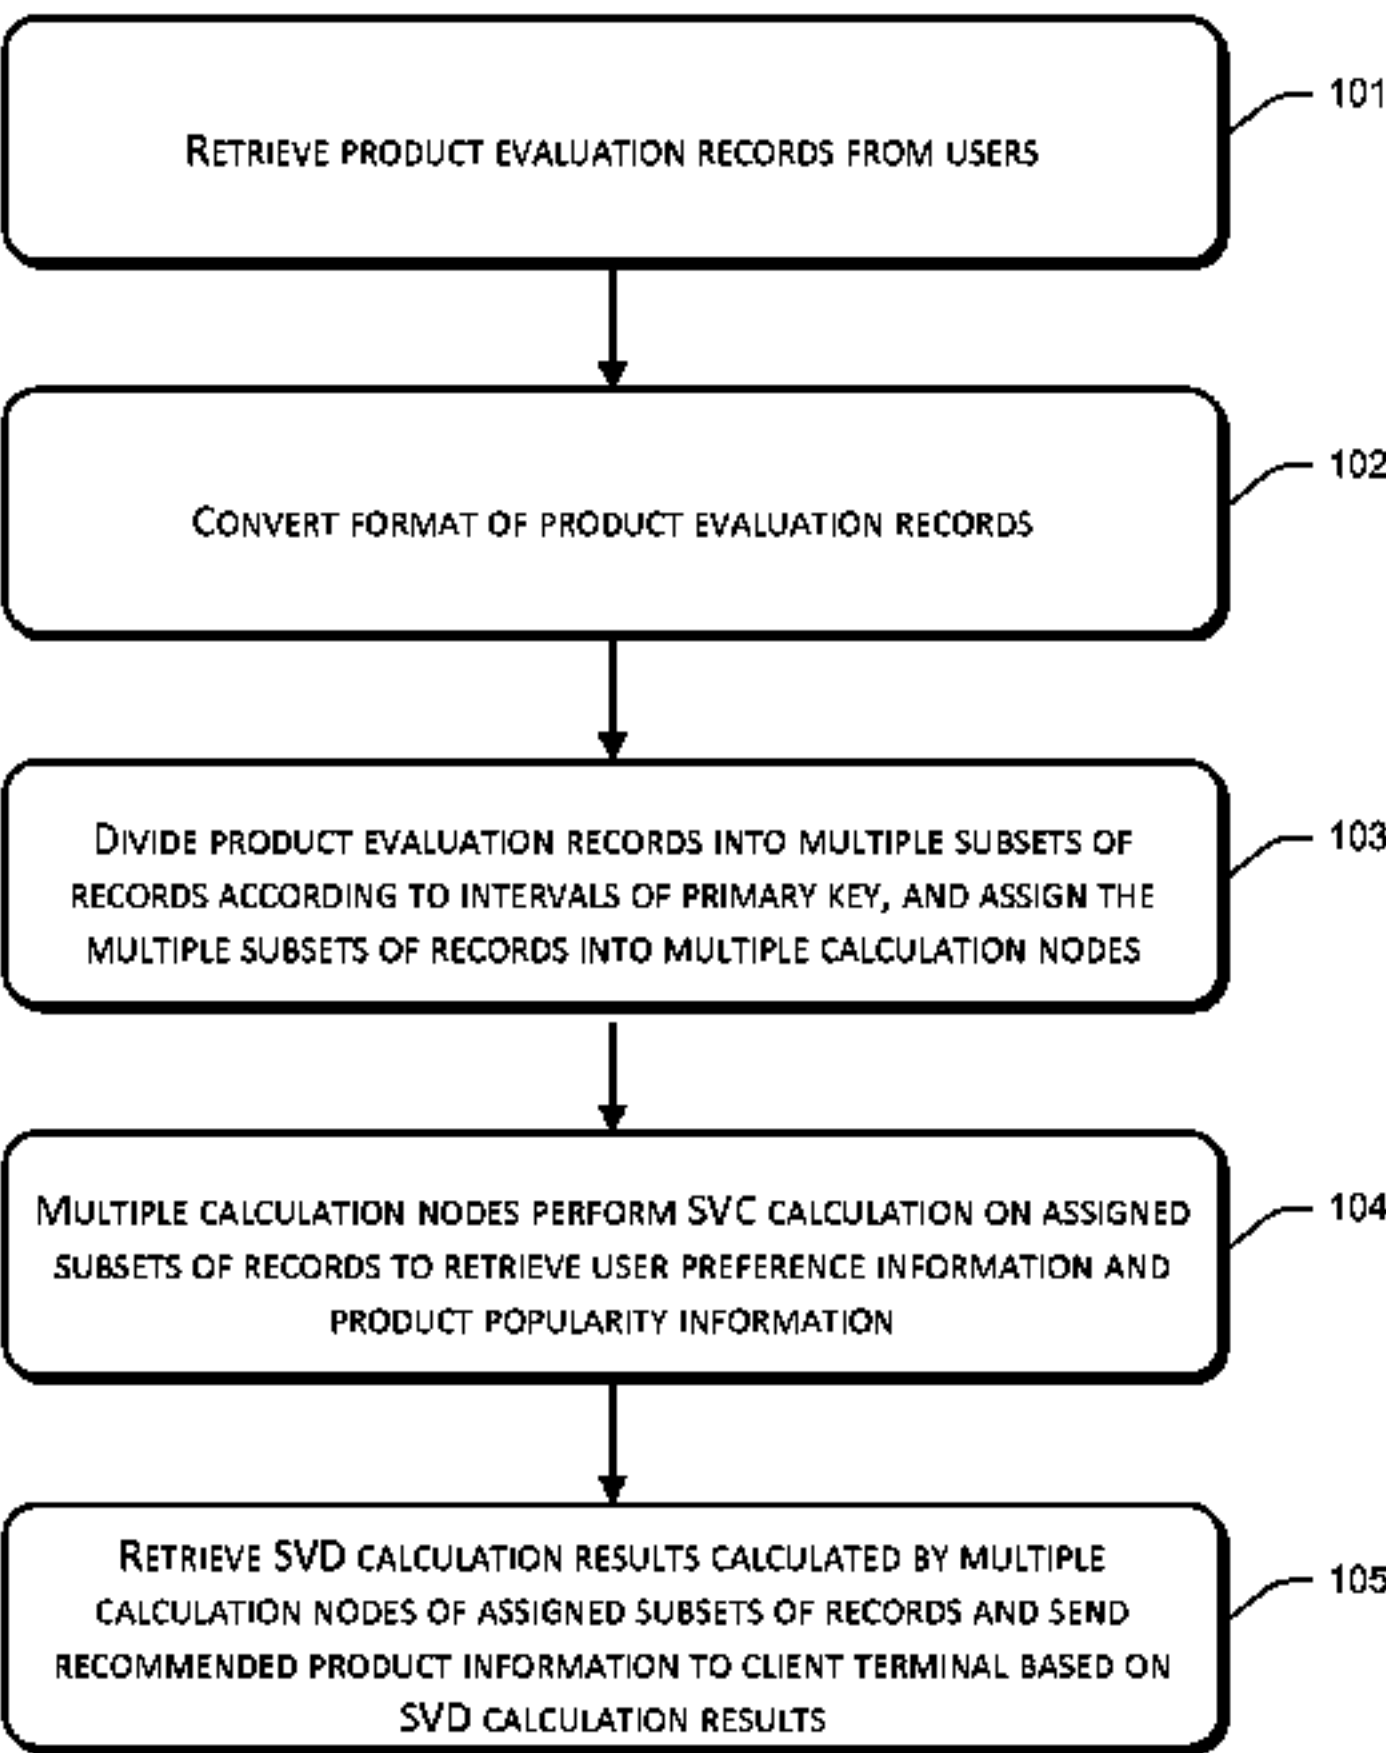 RETRIEVE PRODUCT EVALUATION RECORDS FROM USERS
101
CONVERT FORMAT OF PRODUCT EVALUATION RECORDS
102
DIVIDE PRODUCT EVALUATION RECORDS INTO MULTIPLE SUBSETS OF
RECORDS ACCORDING TO INTERVALS OF PRIMARY KEY, AND ASSIGN THE
MULTIPLE SUBSETS OF RECORDS INTO MULTIPLE CALCULATION NODES
103
MULTIPLE CALCULATION NODES PERFORM SVC CALCULATION ON ASSIGNED
SUBSETS OF RECORDS TO RETRIEVE USER PREFERENCE INFORMATION AND
PRODUCT POPULARITY INFORMATION
104
RETRIEVE SVD CALCULATION RESULTS CALCULATED BY MULTIPLE
CALCULATION NODES OF ASSIGNED SUBSETS OF RECORDS AND SEND
RECOMMENDED PRODUCT INFORMATION TO CLIENT TERMINAL BASED ON
SVD CALCULATION RESULTS
105